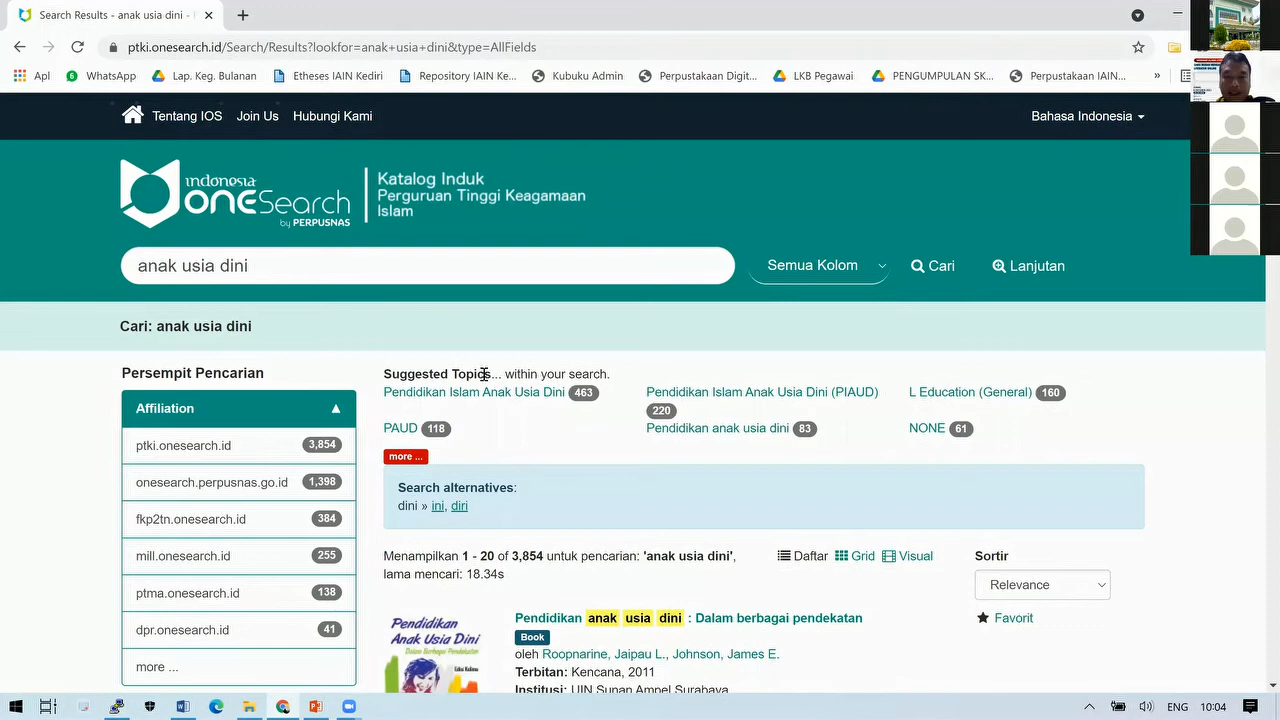 Search Results - anak usia dini -
ptki.onesearch.id/Search/Results?lookfor=anak+usia+dini&type=AllFields
Apl
WhatsApp
Lap. Keg. Bulanan
Etheses IAIN Kediri
Repository IAIN
Perpustakaan Dig
LKB Pegawai
PENGU
SK...
Perpustakaan IAIN...
»
Tentang IOS
Join Us
Hubungi Kami
Bahasa Indonesia
indonesia
oneSearch
by PERPUSNAS
Katalog Induk
Perguruan Tinggi Keagamaan
Islam
anak usia dini
Semua Kolom
Cari
Lanjutan
Cari: anak usia dini
Persempit Pencarian
Affiliation
ptki.onesearch.id 3,854
onesearch.perpusnas.go.id 1,398
fkp2tn.onesearch.id 384
mill.onesearch.id 255
ptma.onesearch.id 138
dpr.onesearch.id 41
more ...
Suggested Topics... within your search.
Pendidikan Islam Anak Usia Dini 463
Pendidikan Islam Anak Usia Dini (PIAUD) 220
L Education (General) 160
PAUD 118
Pendidikan anak usia dini 83
NONE 61
more ...
Search alternatives:
dini » ini, diri
Menampilkan 1 - 20 of 3,854 untuk pencarian: 'anak usia dini',
lama mencari: 18.34s
Daftar
Grid
Visual
Sortir
Relevance
Pendidikan
Anak Usia Dini
Dalam Berbagai Pendekatan
Edisi Kelima
Pendidikan anak usia dini : Dalam berbagai pendekatan
Book
oleh Roopnarine, Jaipau L., Johnson, James E.
Terbitan: Kencana, 2011
Institusi: UIN Sunan Ampel Surabaya
Favorit
ENG
10:04